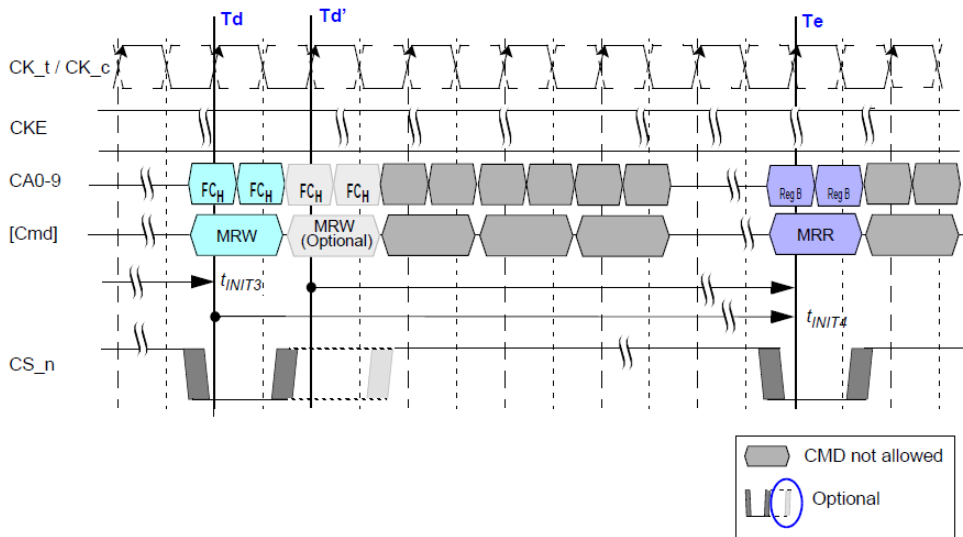 Td Td’ Te
CK_t / CK_c
CKE
CA0-9 FCH FCH FCH FCH Reg B Reg B
[Cmd] MRW MRW (Optional) MRR
tINIT3
tINIT4
CS_n
CMD not allowed
Optional